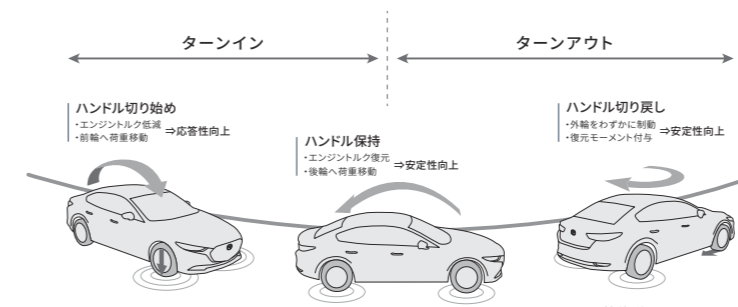 ターンイン
ターンアウト
ハンドル切り始め
・エンジントルク低減
・前輪へ荷重移動
⇒応答性向上
ハンドル保持
・エンジントルク復元
・後輪へ荷重移動
⇒安定性向上
ハンドル切り戻し
・外輪をわずかに制動
・復元モーメント付与
⇒安定性向上